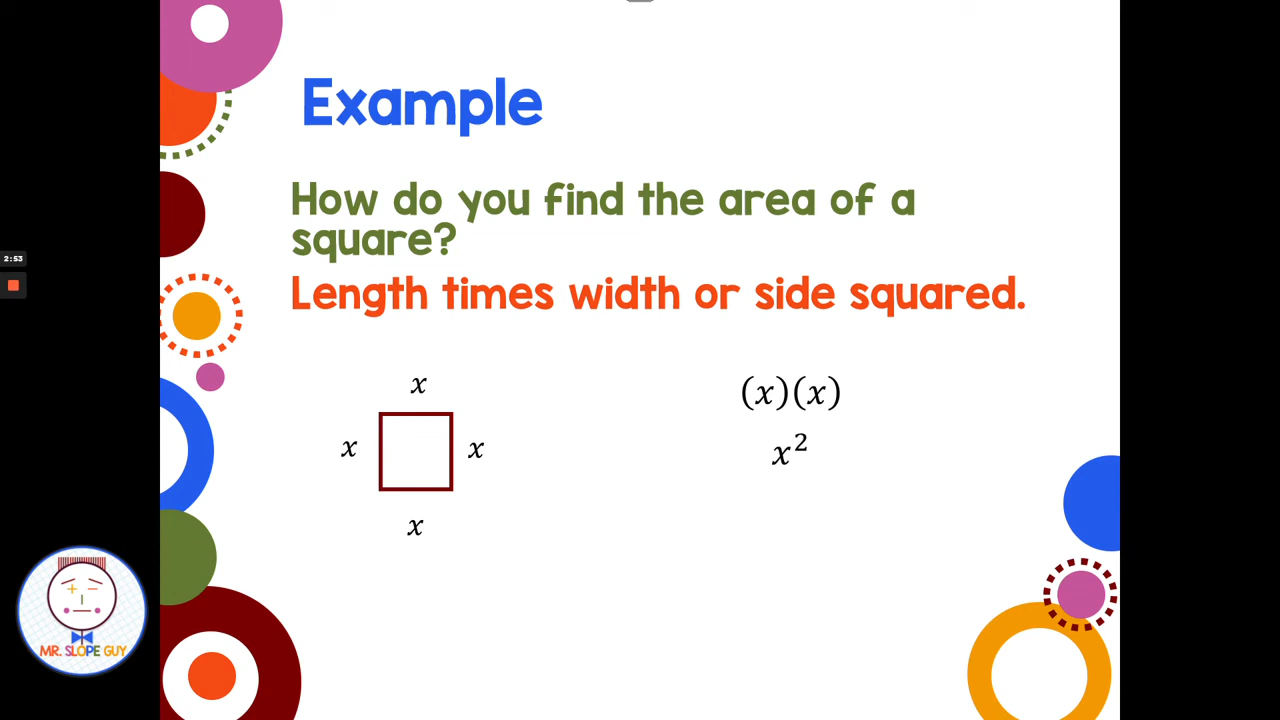 Example
How do you find the area of a
square?
Length times width or side squared.
x
x x
x
(x)(x)
x²
2:53
MR. SLOPE GUY